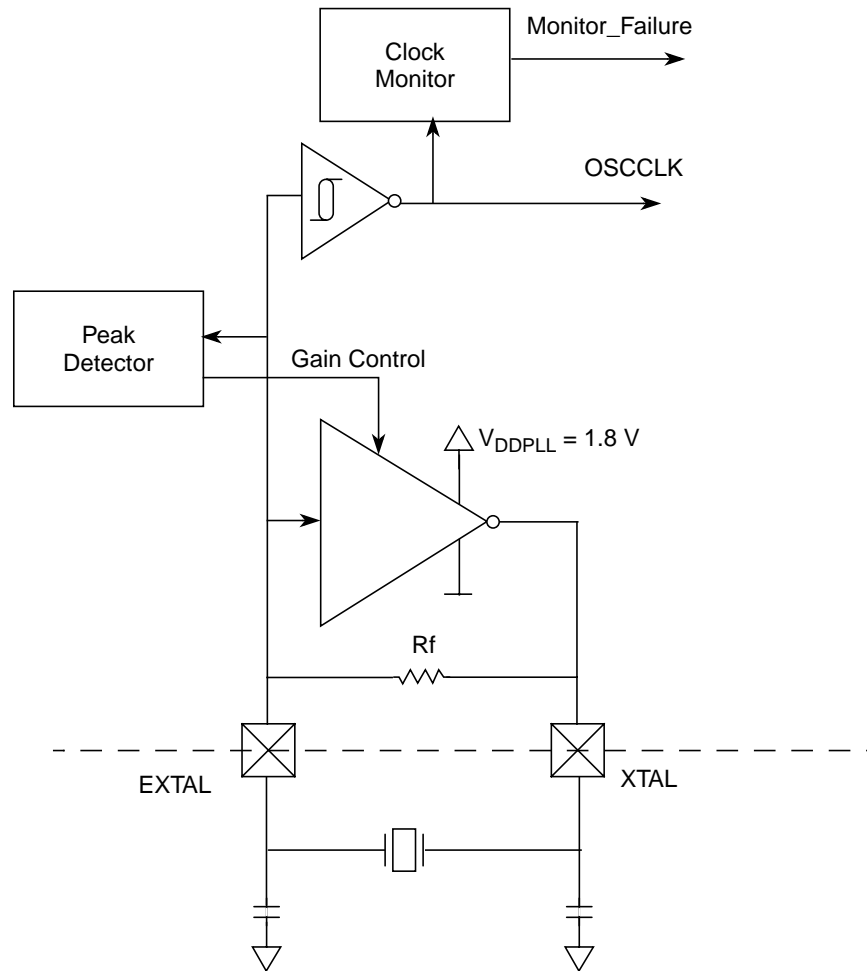 Monitor_Failure
Clock
Monitor
OSCCLK
Peak
Detector
Gain Control
VDDPLL = 1.8 V
Rf
EXTAL
XTAL